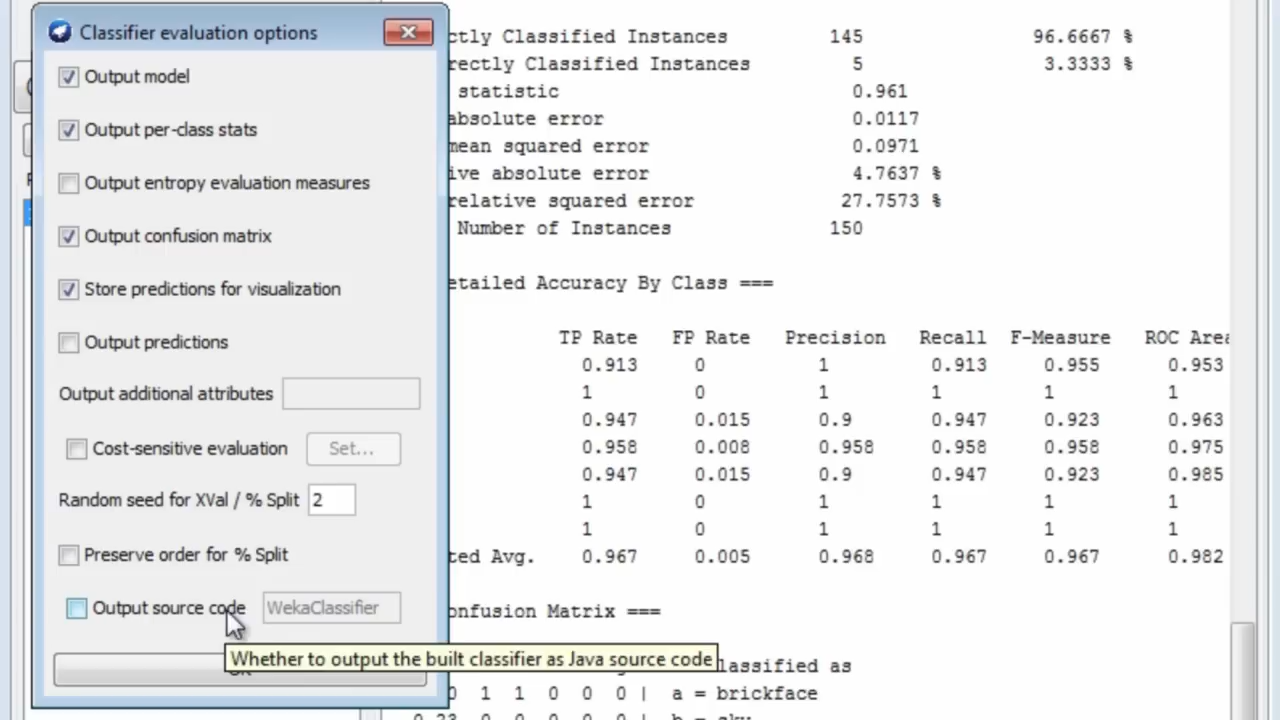 Classifier evaluation options
Output model
Output per-class stats
Output entropy evaluation measures
Output confusion matrix
Store predictions for visualization
Output predictions
Output additional attributes
Cost-sensitive evaluation Set...
Random seed for XVal / % Split 2
Preserve order for % Split
Output source code WekaClassifier
Whether to output the built classifier as Java source code
ctly Classified Instances 145 96.6667 %
rectly Classified Instances 5 3.3333 %
statistic 0.961
absolute error 0.0117
mean squared error 0.0971
ive absolute error 4.7637 %
relative squared error 27.7573 %
Number of Instances 150
etailed Accuracy By Class ===
TP Rate FP Rate Precision Recall F-Measure ROC Area
0.913 0 1 0.913 0.955 0.953
1 0 1 1 1 1
0.947 0.015 0.9 0.947 0.923 0.963
0.958 0.008 0.958 0.958 0.958 0.975
0.947 0.015 0.9 0.947 0.923 0.985
1 0 1 1 1 1
1 0 1 1 1 1
ted Avg. 0.967 0.005 0.968 0.967 0.967 0.982
onfusion Matrix ===
lassified as
0 1 1 0 0 0 | a = brickface
0 23 0 0 0 0 0 | b = sky